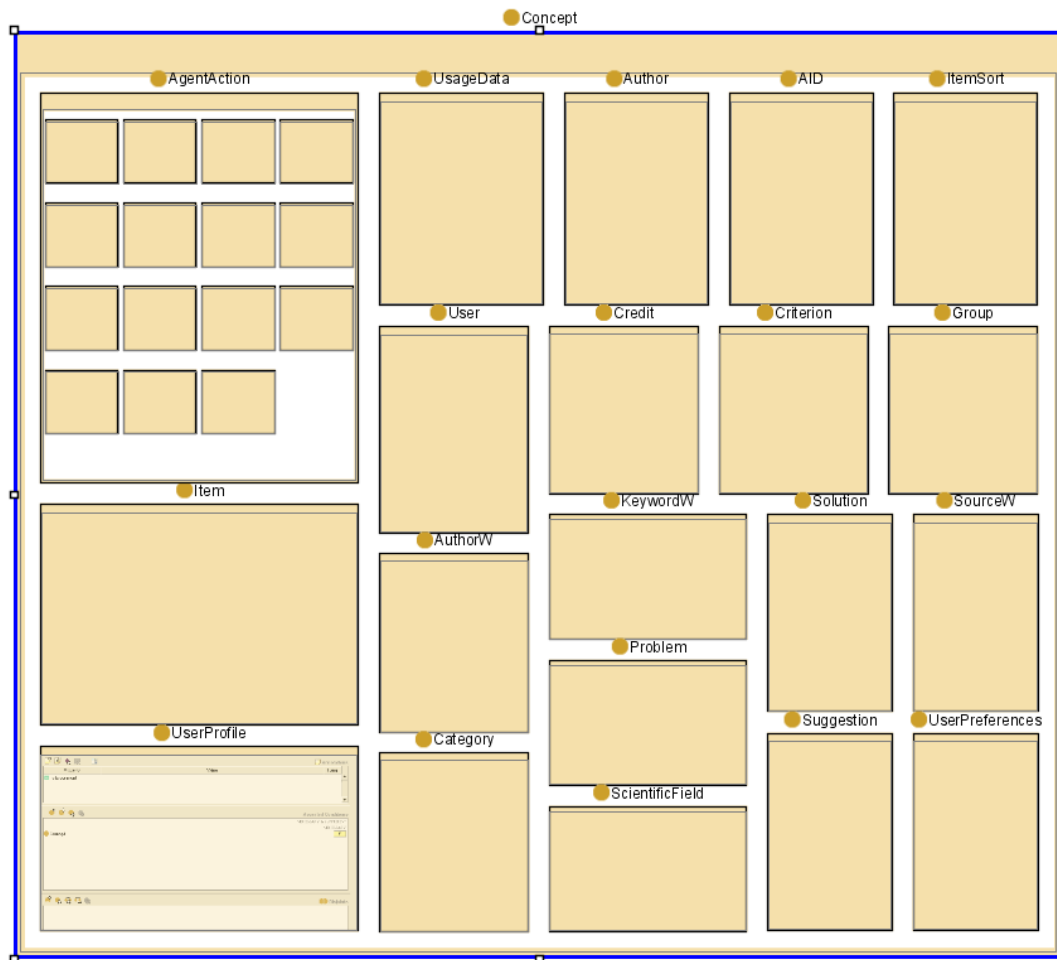 Concept
AgentAction
UsageData
Author
AID
ItemSort
User
Credit
Criterion
Group
Item
KeywordW
Solution
SourceW
AuthorW
Problem
UserProfile
Category
Suggestion
UserPreferences
ScientificField